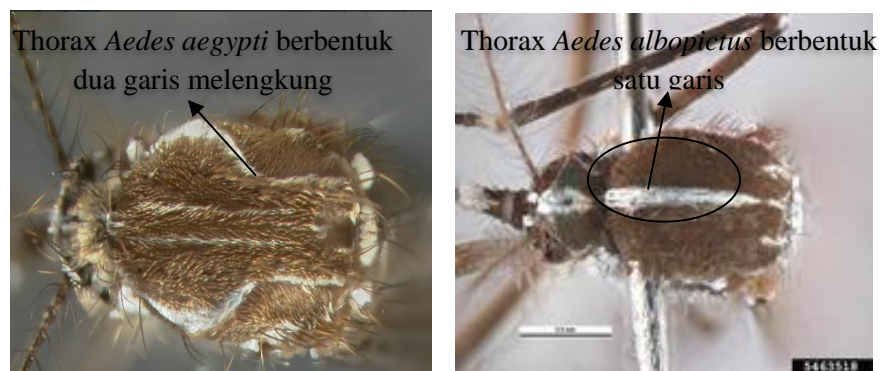 Thorax Aedes aegypti berbentuk
dua garis melengkung
Thorax Aedes albopictus berbentuk
satu garis
5463518